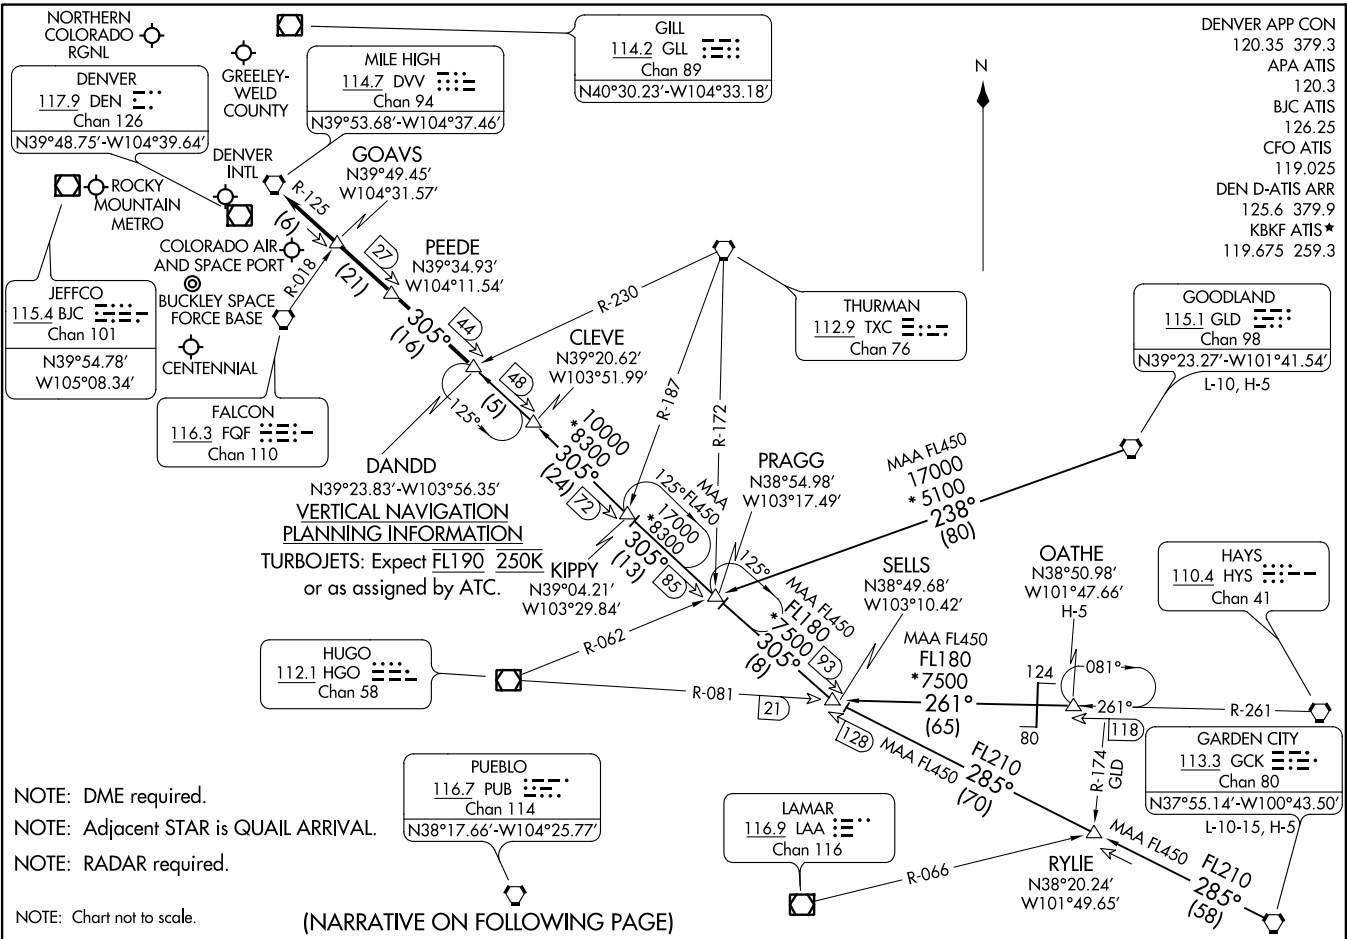 NORTHERN
COLORADO
RGNL
GREELEY-
WELD
COUNTY
GILL
114.2 GLL
Chan 89
N40°30.23′-W104°33.18′
MILE HIGH
114.7 DVV
Chan 94
N39°53.68′-W104°37.46′
DENVER
117.9 DEN
Chan 126
N39°48.75′-W104°39.64′
DENVER APP CON
120.35 379.3
APA ATIS
120.3
BJC ATIS
126.25
CFO ATIS
119.025
DEN D-ATIS ARR
125.6 379.9
KBKF ATIS★
119.675 259.3
N
DENVER
INTL
ROCKY
MOUNTAIN
METRO
COLORADO AIR
AND SPACE PORT
BUCKLEY SPACE
FORCE BASE
CENTENNIAL
JEFFCO
115.4 BJC
Chan 101
N39°54.78′
W105°08.34′
FALCON
116.3 FQF
Chan 110
R-018
R-125
(6)
GOAVS
N39°49.45′
W104°31.57′
(21)
27
PEEDE
N39°34.93′
W104°11.54′
305°
(16)
44
CLEVE
N39°20.62′
W103°51.99′
48
(5)
125°
DANDD
N39°23.83′-W103°56.35′
VERTICAL NAVIGATION
PLANNING INFORMATION
TURBOJETS: Expect FL190 250K
or as assigned by ATC.
R-230
R-187
R-172
THURMAN
112.9 TXC
Chan 76
GOODLAND
115.1 GLD
Chan 98
N39°23.27′-W101°41.54′
L-10, H-5
10000
*8300
305°
(24)
72
KIPPY
N39°04.21′
W103°29.84′
125°
MAA
FL450
17000
*8300
305°
(13)
85
PRAGG
N38°54.98′
W103°17.49′
MAA FL450
17000
*5100
238°
(80)
125°
MAA FL450
FL180
*7500
305°
(8)
93
SELLS
N38°49.68′
W103°10.42′
MAA FL450
FL180
*7500
261°
(65)
OATHE
N38°50.98′
W101°47.66′
H-5
124
80
081°
261°
118
R-261
HAYS
110.4 HYS
Chan 41
HUGO
112.1 HGO
Chan 58
R-062
R-081
21
128
MAA FL450
FL210
285°
(70)
R-174
GLD
GARDEN CITY
113.3 GCK
Chan 80
N37°55.14′-W100°43.50′
L-10-15, H-5
PUEBLO
116.7 PUB
Chan 114
N38°17.66′-W104°25.77′
LAMAR
116.9 LAA
Chan 116
R-066
RYLIE
N38°20.24′
W101°49.65′
MAA FL450
FL210
285°
(58)
NOTE: DME required.
NOTE: Adjacent STAR is QUAIL ARRIVAL.
NOTE: RADAR required.
NOTE: Chart not to scale.
(NARRATIVE ON FOLLOWING PAGE)